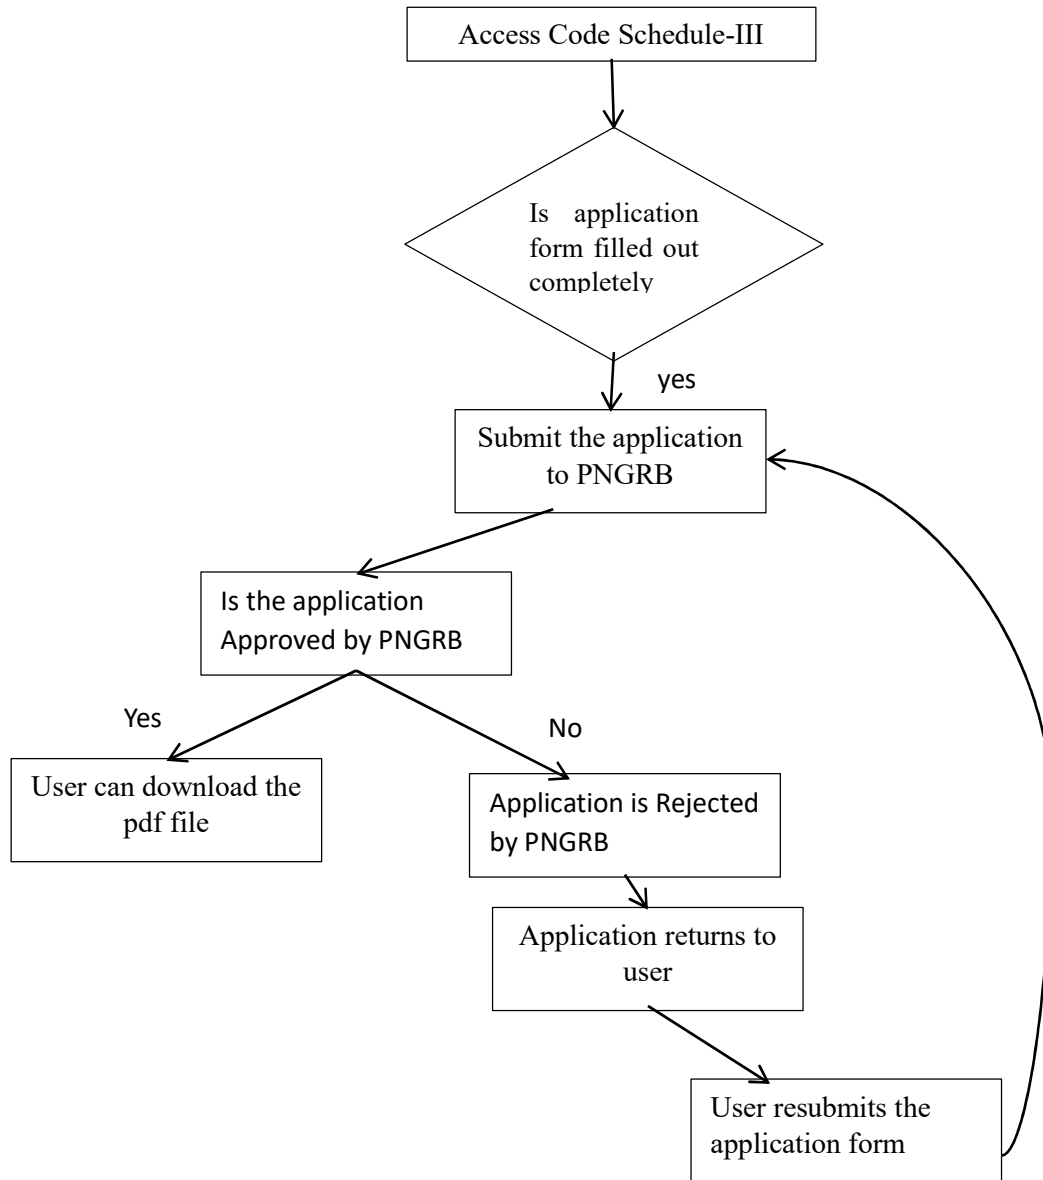 Access Code Schedule-III
Is application
form filled out
completely
yes
Submit the application
to PNGRB
Is the application
Approved by PNGRB
Yes
No
User can download the
pdf file
Application is Rejected
by PNGRB
Application returns to
user
User resubmits the
application form